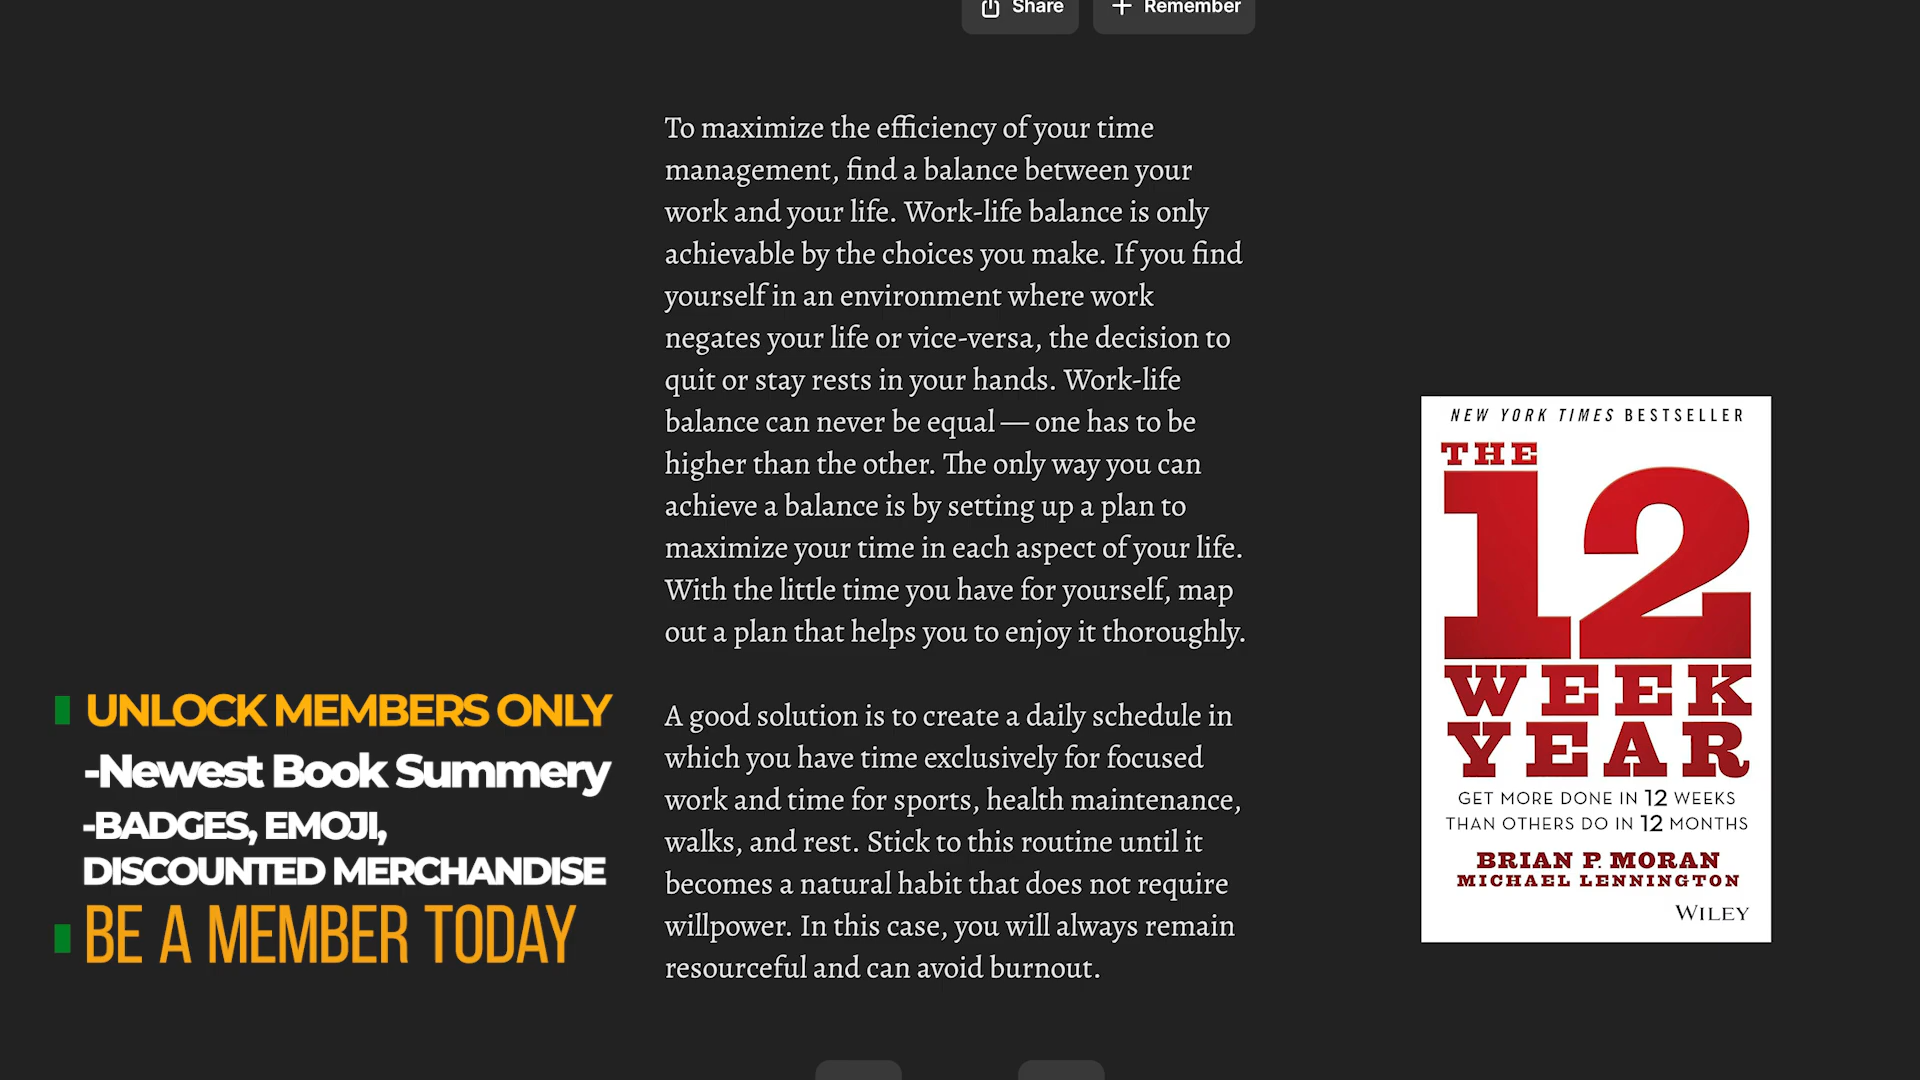 Share
Remember
To maximize the efficiency of your time
management, find a balance between your
work and your life. Work-life balance is only
achievable by the choices you make. If you find
yourself in an environment where work
negates your life or vice-versa, the decision to
quit or stay rests in your hands. Work-life
balance can never be equal — one has to be
higher than the other. The only way you can
achieve a balance is by setting up a plan to
maximize your time in each aspect of your life.
With the little time you have for yourself, map
out a plan that helps you to enjoy it thoroughly.
A good solution is to create a daily schedule in
which you have time exclusively for focused
work and time for sports, health maintenance,
walks, and rest. Stick to this routine until it
becomes a natural habit that does not require
willpower. In this case, you will always remain
resourceful and can avoid burnout.
UNLOCK MEMBERS ONLY
-Newest Book Summery
-BADGES, EMOJI,
DISCOUNTED MERCHANDISE
BE A MEMBER TODAY
NEW YORK TIMES BESTSELLER
THE
12
WEEK
YEAR
GET MORE DONE IN 12 WEEKS
THAN OTHERS DO IN 12 MONTHS
BRIAN P. MORAN
MICHAEL LENNINGTON
WILEY